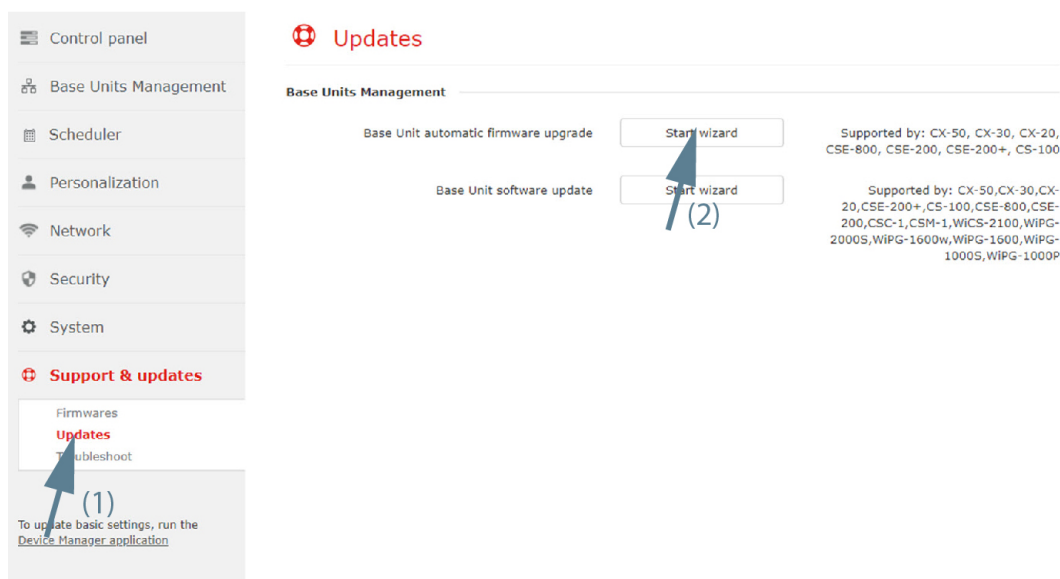 Control panel
Base Units Management
Scheduler
Personalization
Network
Security
System
Support & updates
Firmwares
Updates
Troubleshoot
(1)
To update basic settings, run the
Device Manager application
Updates
Base Units Management
Base Unit automatic firmware upgrade
Start wizard
Supported by: CX-50, CX-30, CX-20,
CSE-800, CSE-200, CSE-200+, CS-100
Base Unit software update
Start wizard
(2)
Supported by: CX-50,CX-30,CX-
20,CSE-200+,CS-100,CSE-800,CSE-
200,CSC-1,CSM-1,WiCS-2100,WiPG-
2000S,WiPG-1600w,WiPG-1600,WiPG-
1000S,WiPG-1000P